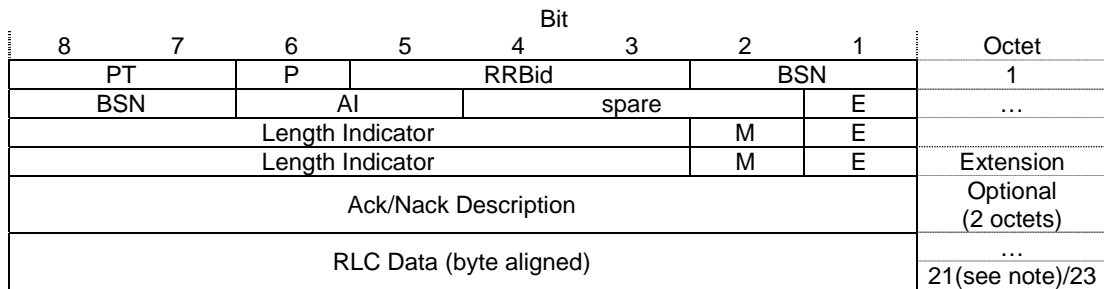 Bit
8 7 6 5 4 3 2 1 Octet
PT P RRBid BSN 1
BSN AI spare E …
Length Indicator M E
Length Indicator M E Extension
Ack/Nack Description Optional
(2 octets)
RLC Data (byte aligned) …
21(see note)/23